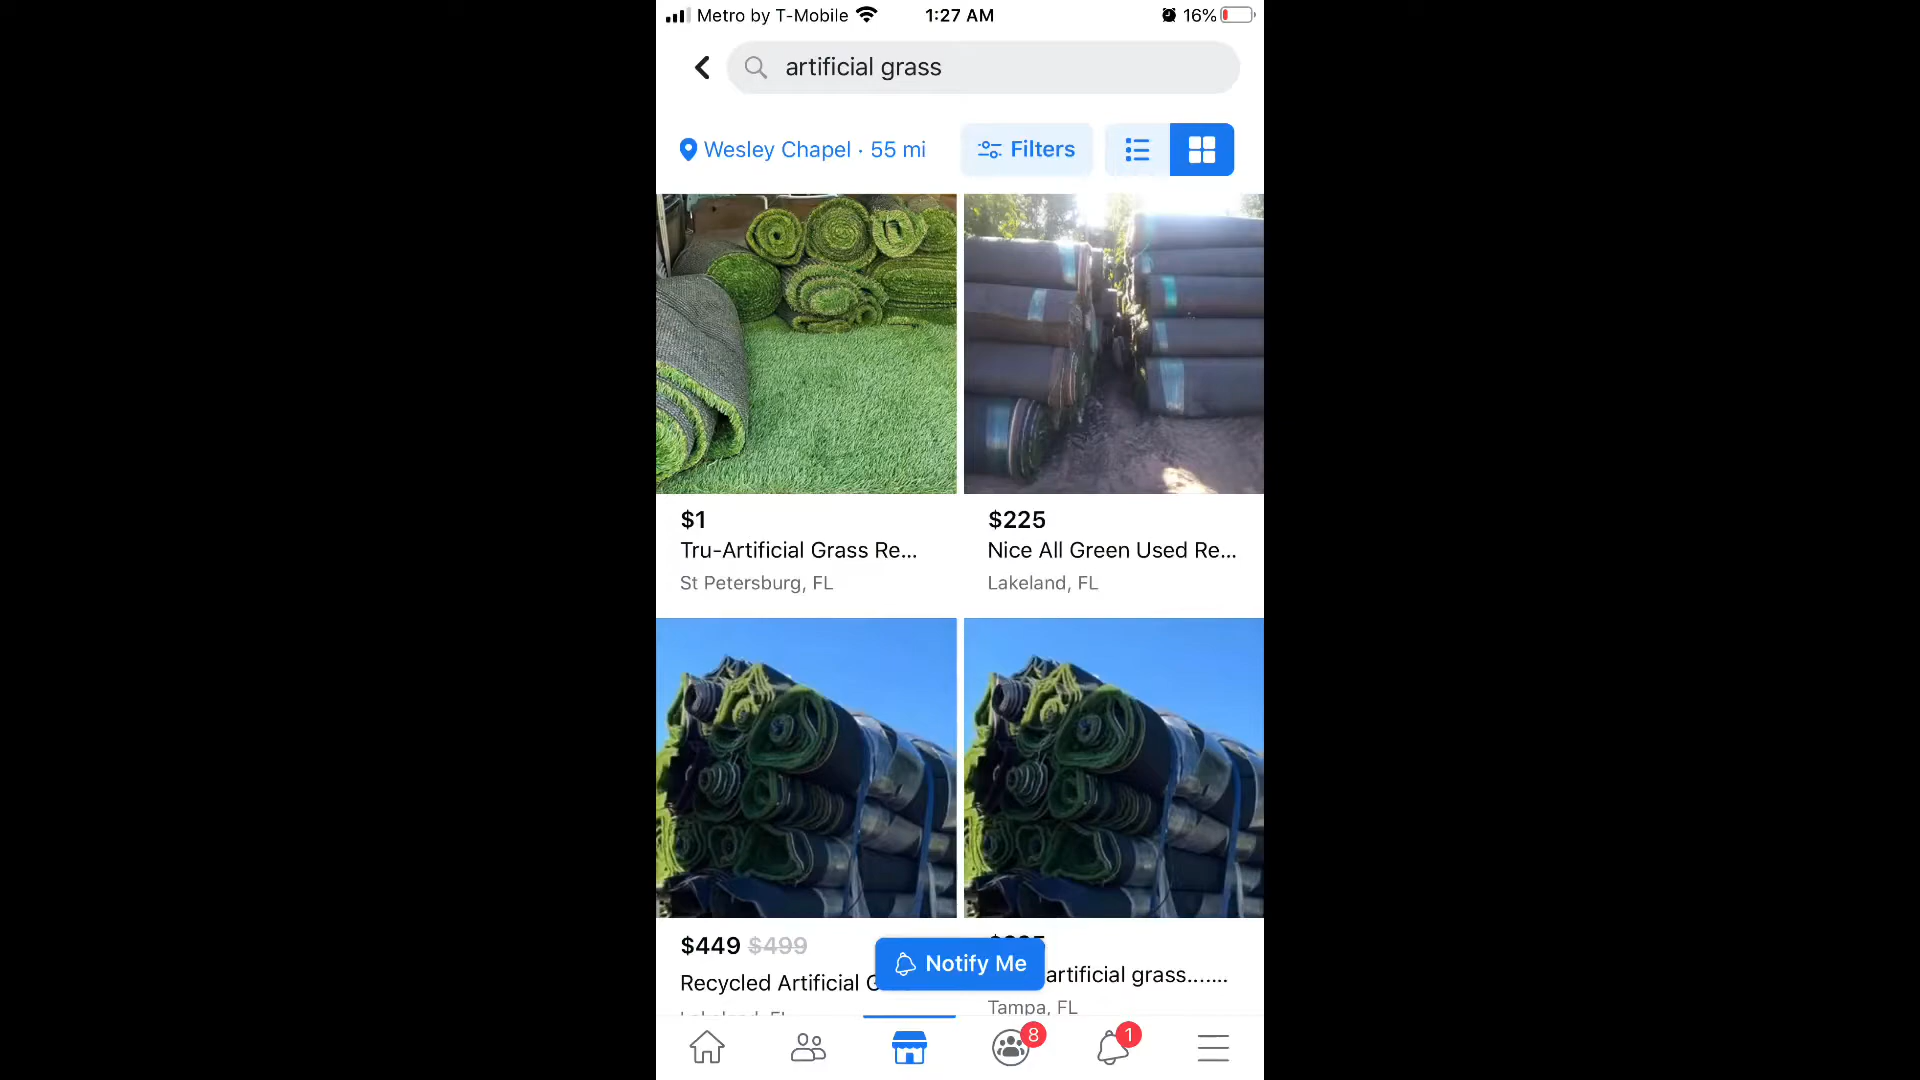 Metro by T-Mobile 1:27 AM 16%
artificial grass
Wesley Chapel · 55 mi Filters
$1
Tru-Artificial Grass Re...
St Petersburg, FL
$225
Nice All Green Used Re...
Lakeland, FL
$449 $499
Recycled Artificial
artificial grass.......
Tampa, FL
Notify Me
8
1